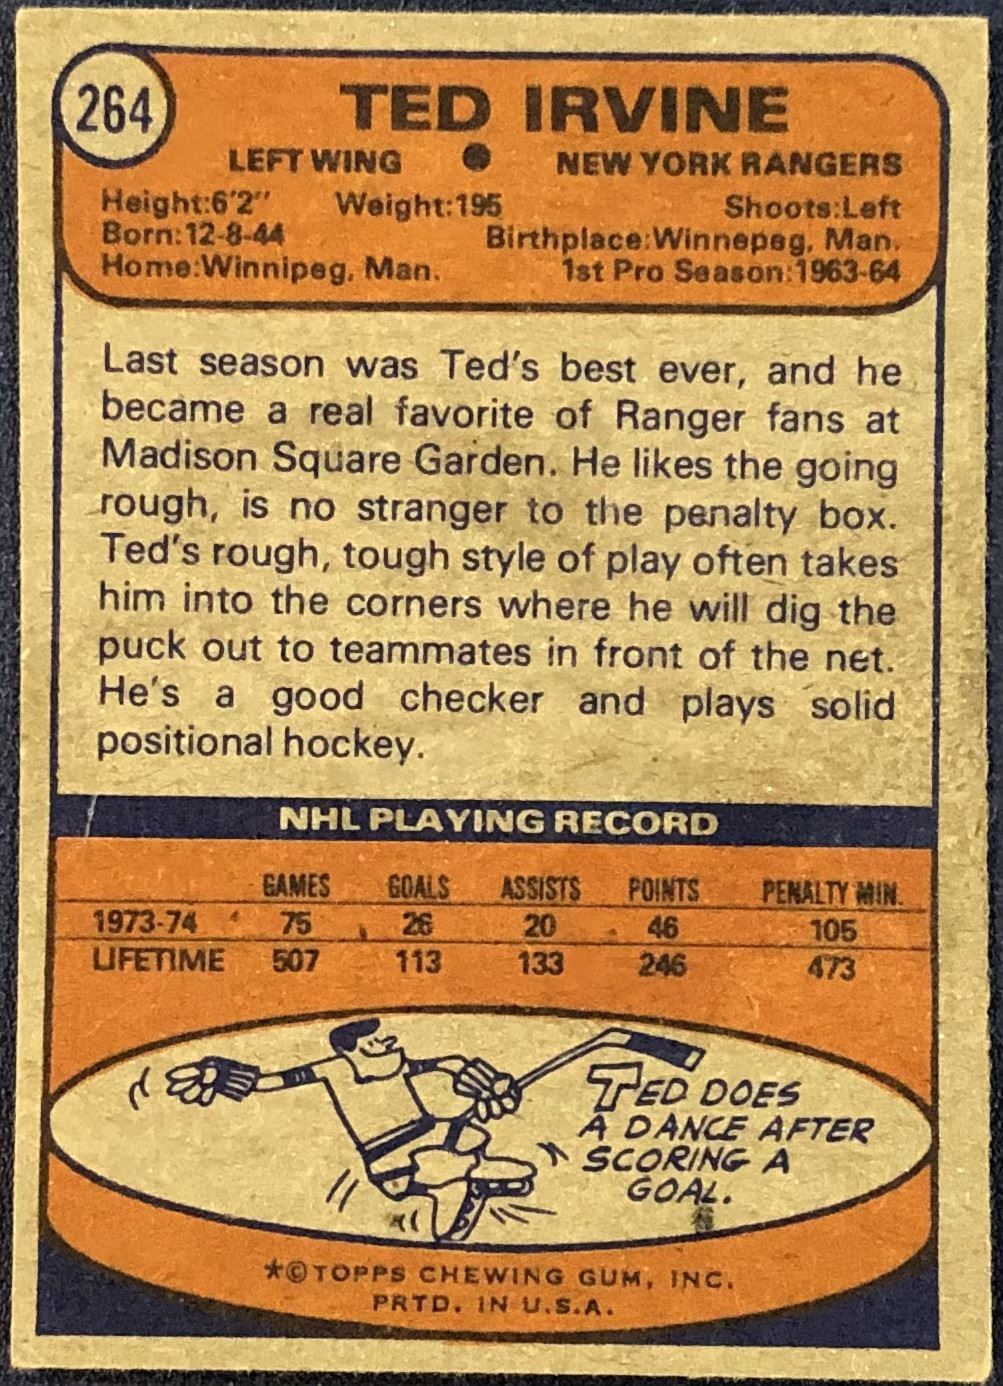 264
TED IRVINE
LEFT WING ● NEW YORK RANGERS
Height:6'2" Weight:195 Shoots:Left
Born:12-8-44 Birthplace:Winnepeg, Man.
Home:Winnipeg, Man. 1st Pro Season:1963-64
Last season was Ted's best ever, and he
became a real favorite of Ranger fans at
Madison Square Garden. He likes the going
rough, is no stranger to the penalty box.
Ted's rough, tough style of play often takes
him into the corners where he will dig the
puck out to teammates in front of the net.
He's a good checker and plays solid
positional hockey.
NHL PLAYING RECORD
GAMES GOALS ASSISTS POINTS PENALTY MIN.
1973-74 75 26 20 46 105
LIFETIME 507 113 133 246 473
TED DOES
A DANCE AFTER
SCORING A
GOAL.
*©TOPPS CHEWING GUM, INC.
PRTD. IN U.S.A.